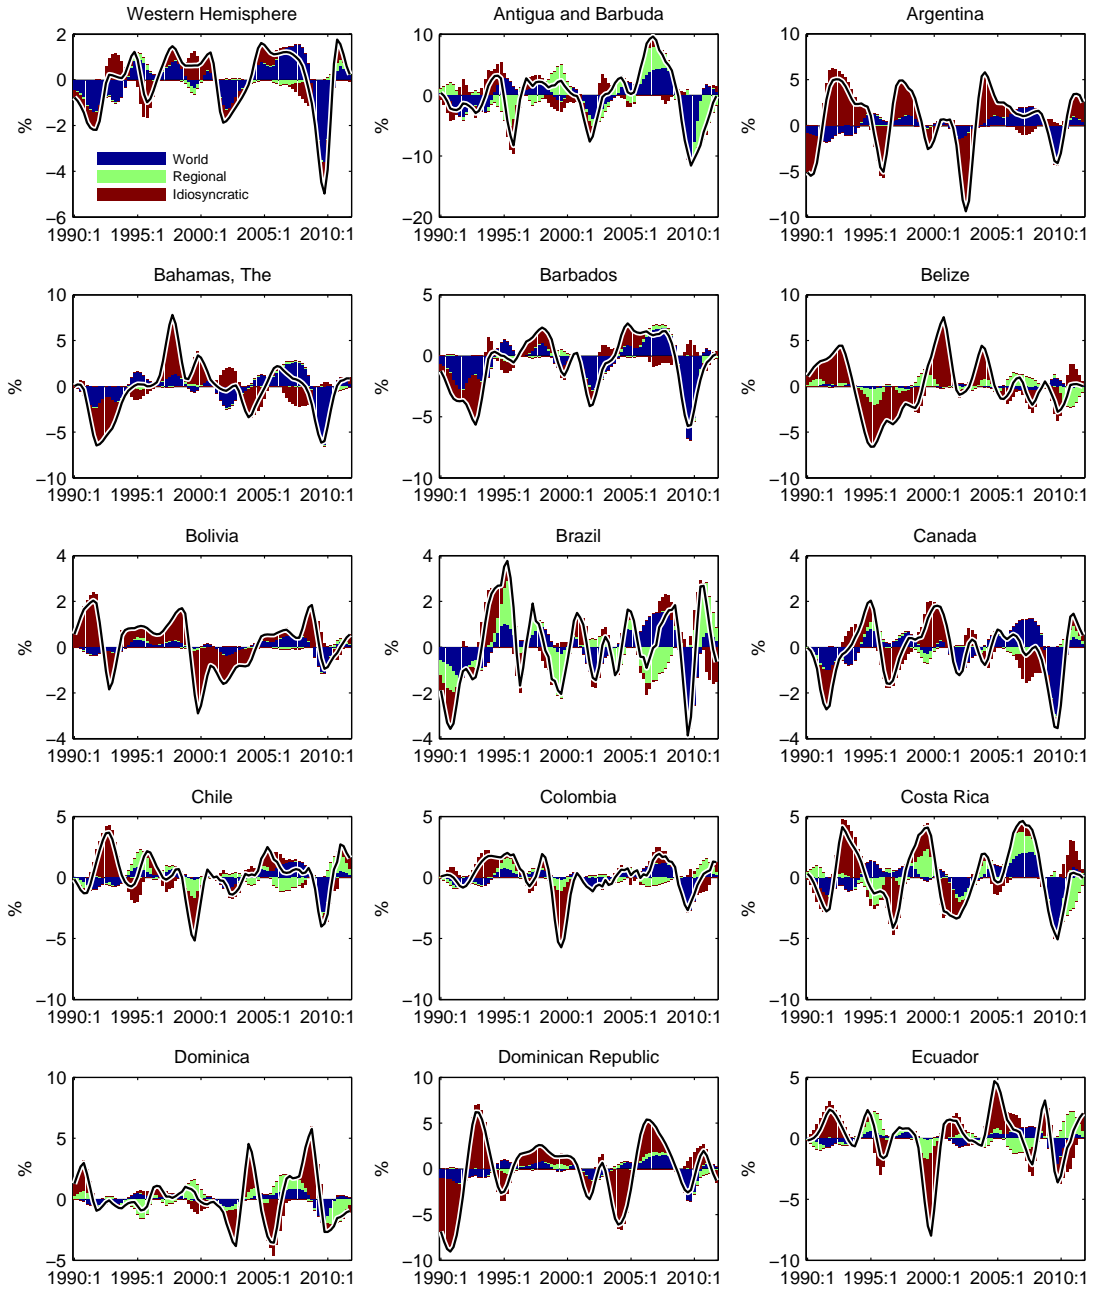 Western Hemisphere
Antigua and Barbuda
Argentina
2
0
−2
−4
−6
%
World
Regional
Idiosyncratic
1990:1 1995:1 2000:1 2005:1 2010:1
10
0
−10
−20
%
1990:1 1995:1 2000:1 2005:1 2010:1
10
5
0
−5
−10
%
1990:1 1995:1 2000:1 2005:1 2010:1
Bahamas, The
Barbados
Belize
10
5
0
−5
−10
%
1990:1 1995:1 2000:1 2005:1 2010:1
5
0
−5
−10
%
1990:1 1995:1 2000:1 2005:1 2010:1
10
5
0
−5
−10
%
1990:1 1995:1 2000:1 2005:1 2010:1
Bolivia
Brazil
Canada
4
2
0
−2
−4
%
1990:1 1995:1 2000:1 2005:1 2010:1
4
2
0
−2
−4
%
1990:1 1995:1 2000:1 2005:1 2010:1
4
2
0
−2
−4
%
1990:1 1995:1 2000:1 2005:1 2010:1
Chile
Colombia
Costa Rica
5
0
−5
−10
%
1990:1 1995:1 2000:1 2005:1 2010:1
5
0
−5
−10
%
1990:1 1995:1 2000:1 2005:1 2010:1
5
0
−5
−10
%
1990:1 1995:1 2000:1 2005:1 2010:1
Dominica
Dominican Republic
Ecuador
10
5
0
−5
%
1990:1 1995:1 2000:1 2005:1 2010:1
10
5
0
−5
−10
%
1990:1 1995:1 2000:1 2005:1 2010:1
5
0
−5
−10
%
1990:1 1995:1 2000:1 2005:1 2010:1